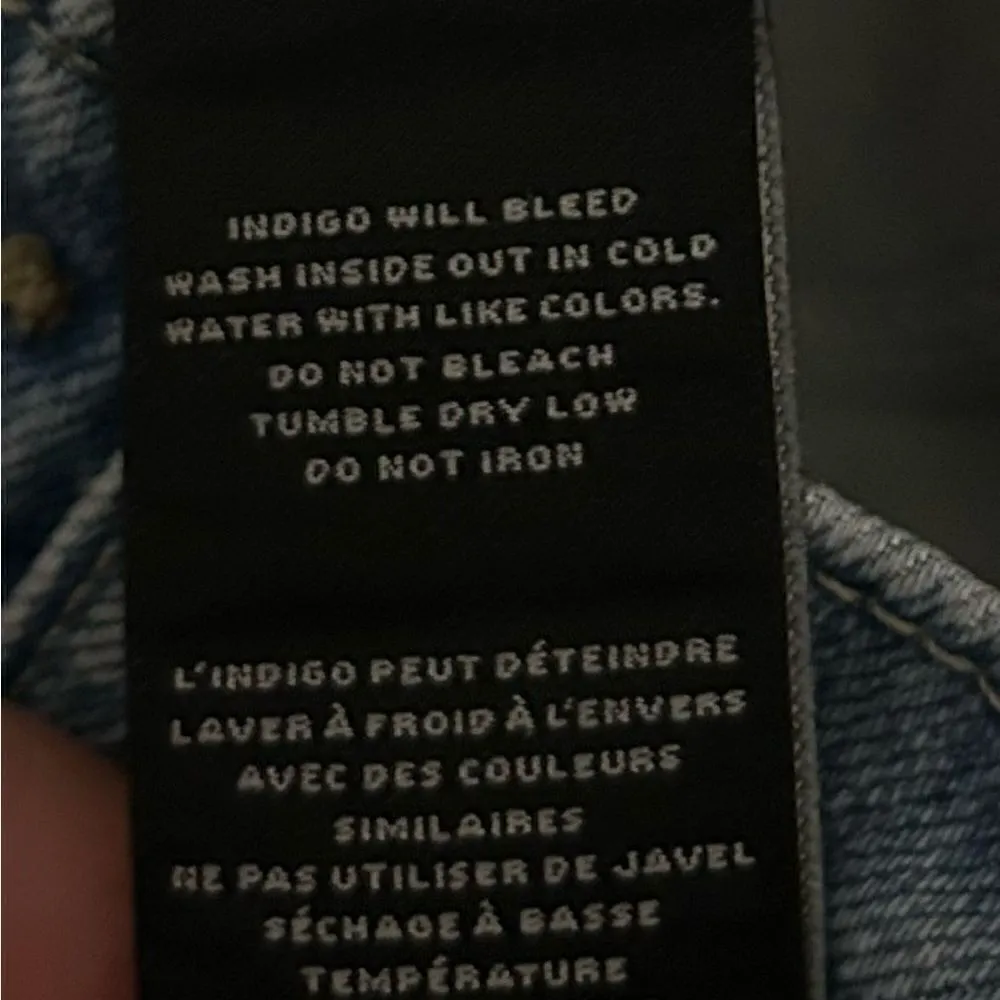 INDIGO WILL BLEED
WASH INSIDE OUT IN COLD
WATER WITH LIKE COLORS.
DO NOT BLEACH
TUMBLE DRY LOW
DO NOT IRON
L'INDIGO PEUT DÉTEINDRE
LAVER À FROID À L'ENVERS
AVEC DES COULEURS
SIMILAIRES
NE PAS UTILISER DE JAVEL
SÉCHAGE À BASSE
TEMPÉRATURE